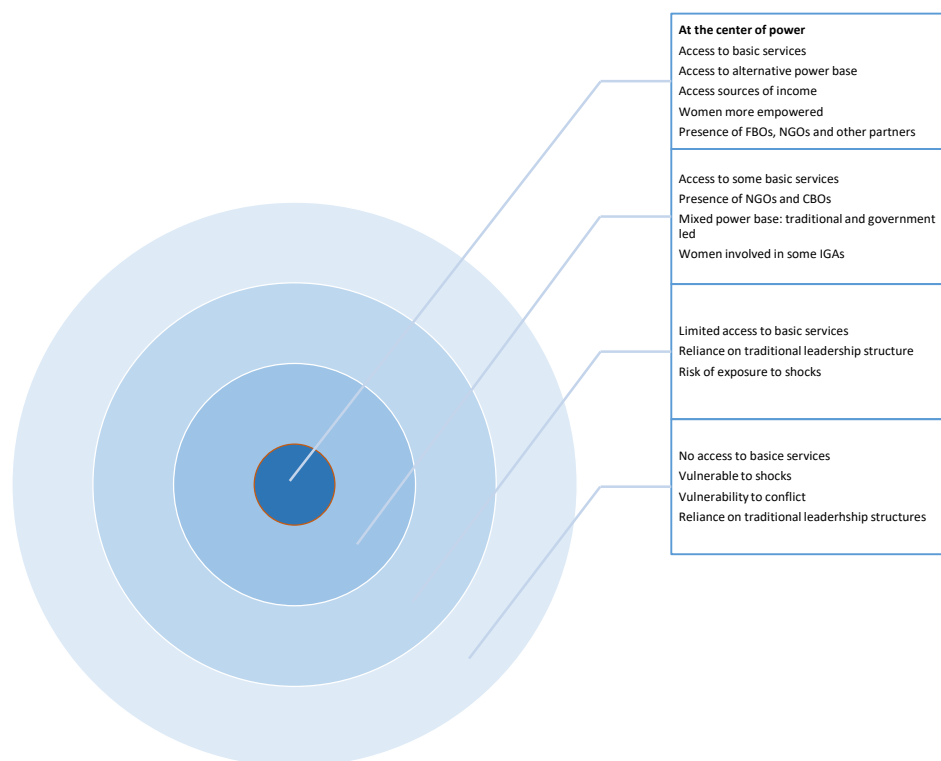 At the center of power
Access to basic services
Access to alternative power base
Access sources of income
Women more empowered
Presence of FBOs, NGOs and other partners
Access to some basic services
Presence of NGOs and CBOs
Mixed power base: traditional and government
led
Women involved in some IGAs
Limited access to basic services
Reliance on traditional leadership structure
Risk of exposure to shocks
No access to basice services
Vulnerable to shocks
Vulnerability to conflict
Reliance on traditional leaderhship structures